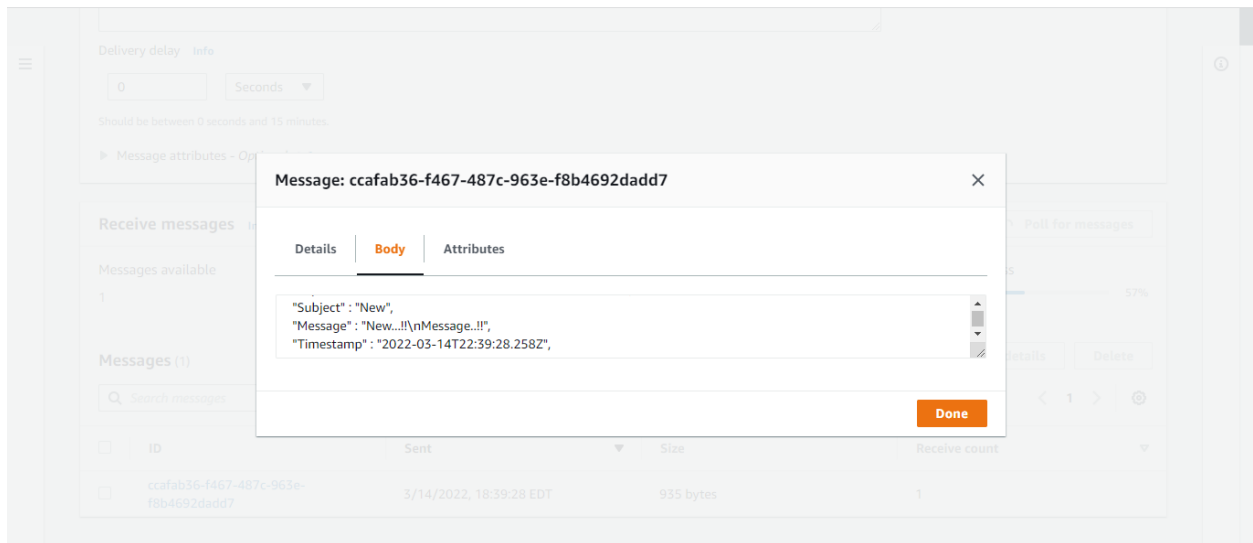 Delivery delay Info
0 Seconds
Should be between 0 seconds and 15 minutes.
Message attributes –
Message: ccafab36-f467-487c-963e-f8b4692dadd7
Receive messages
Poll for messages
Details Body Attributes
Messages available
1
57%
"Subject" : "New",
"Message" : "New...!!\nMessage..!!",
"Timestamp" : "2022-03-14T22:39:28.258Z",
Messages (1)
Delete
Search messages
1
Done
ID Sent Size Receive count
ccafab36-f467-487c-963e-
f8b4692dadd7
3/14/2022, 18:39:28 EDT 935 bytes 1